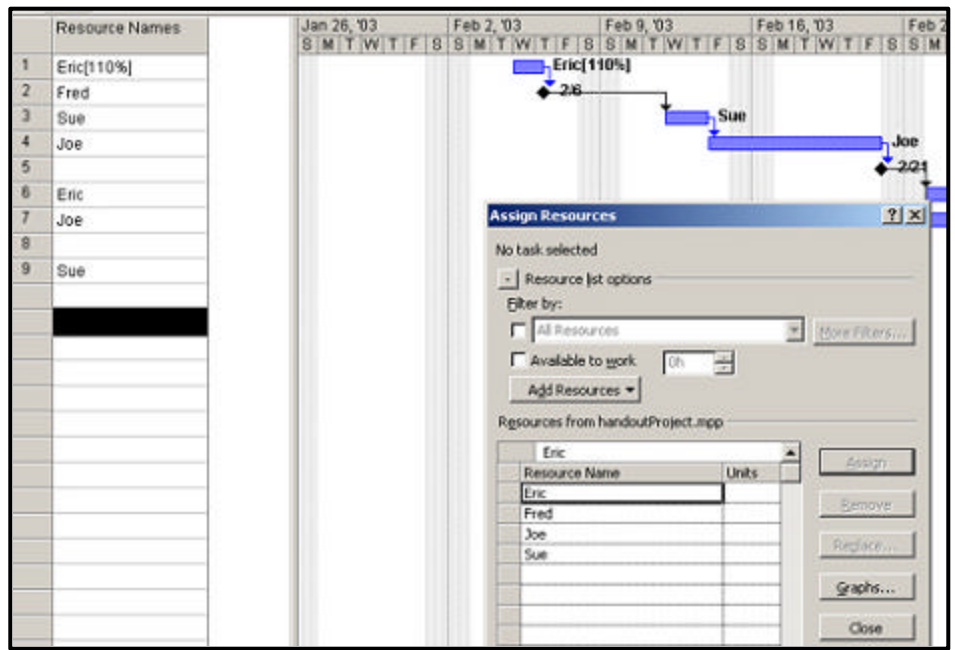 Resource Names
Jan 26, '03 Feb 2, '03 Feb 9, '03 Feb 16, '03 Feb 2
S M T W T F S S M T W T F S S M T W T F S S M T W T F S S M
1 Eric[110%] Eric[110%]
2 Fred 2/6
3 Sue Sue
4 Joe Joe
5 2/21
6 Eric
7 Joe
8
9 Sue
Assign Resources ? x
No task selected
- Resource list options
Filter by:
All Resources More Filters...
Available to work 0h
Add Resources
Resources from handoutProject.mpp
Eric
Assign
Resource Name Units
Eric
Remove
Fred
Joe
Replace...
Sue
Graphs...
Close